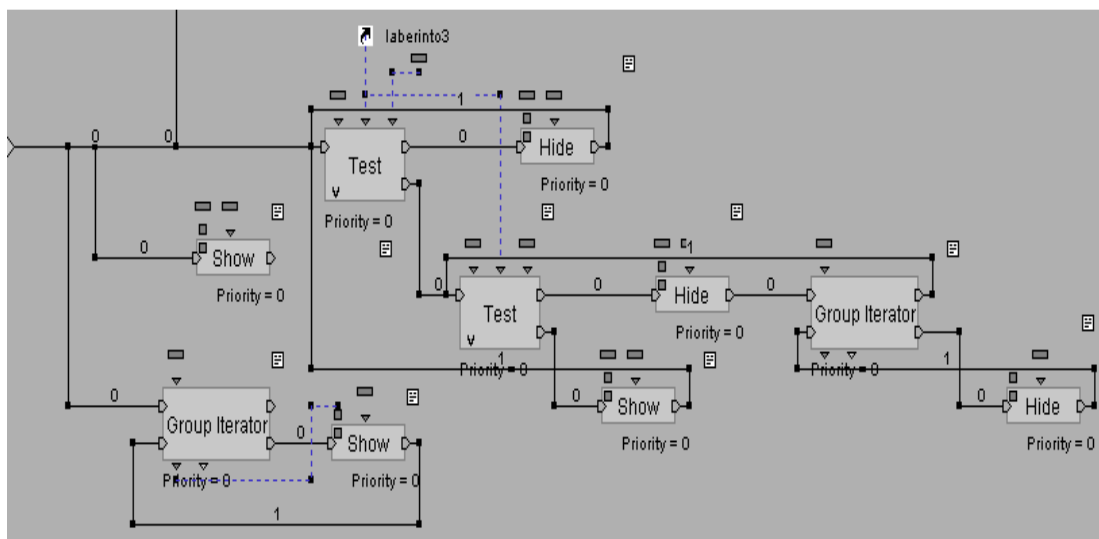 laberinto3
1
0
0
0
Test
Hide
Priority = 0
Priority = 0
0
Show
Priority = 0
1
0
Test
0
Hide
0
Group Iterator
Priority = 0
1
Priority = 0
1
Priority = 0
0
Group Iterator
0
Show
0
Show
0
Hide
Priority = 0
Priority = 0
Priority = 0
Priority = 0
1